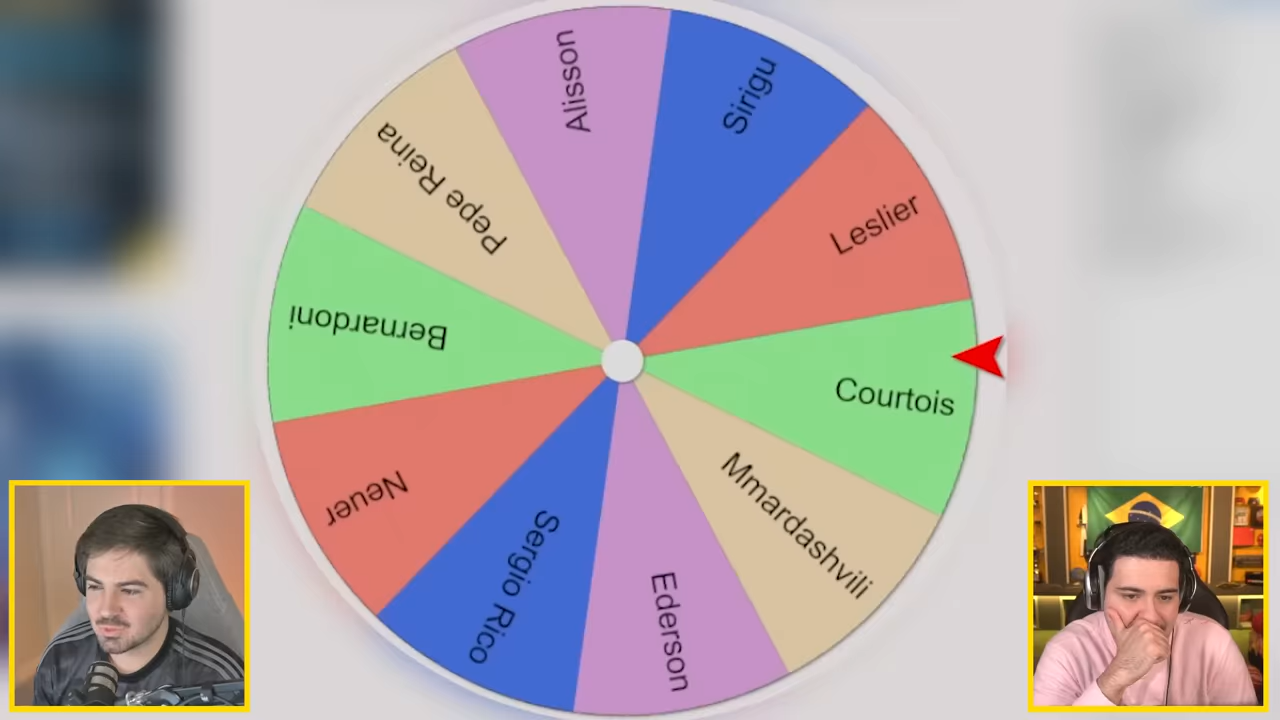 Alisson
Sirigu
Leslier
Courtois
Mmardashvili
Ederson
Sergio Rico
Neuer
Bernardoni
Pepe Reina